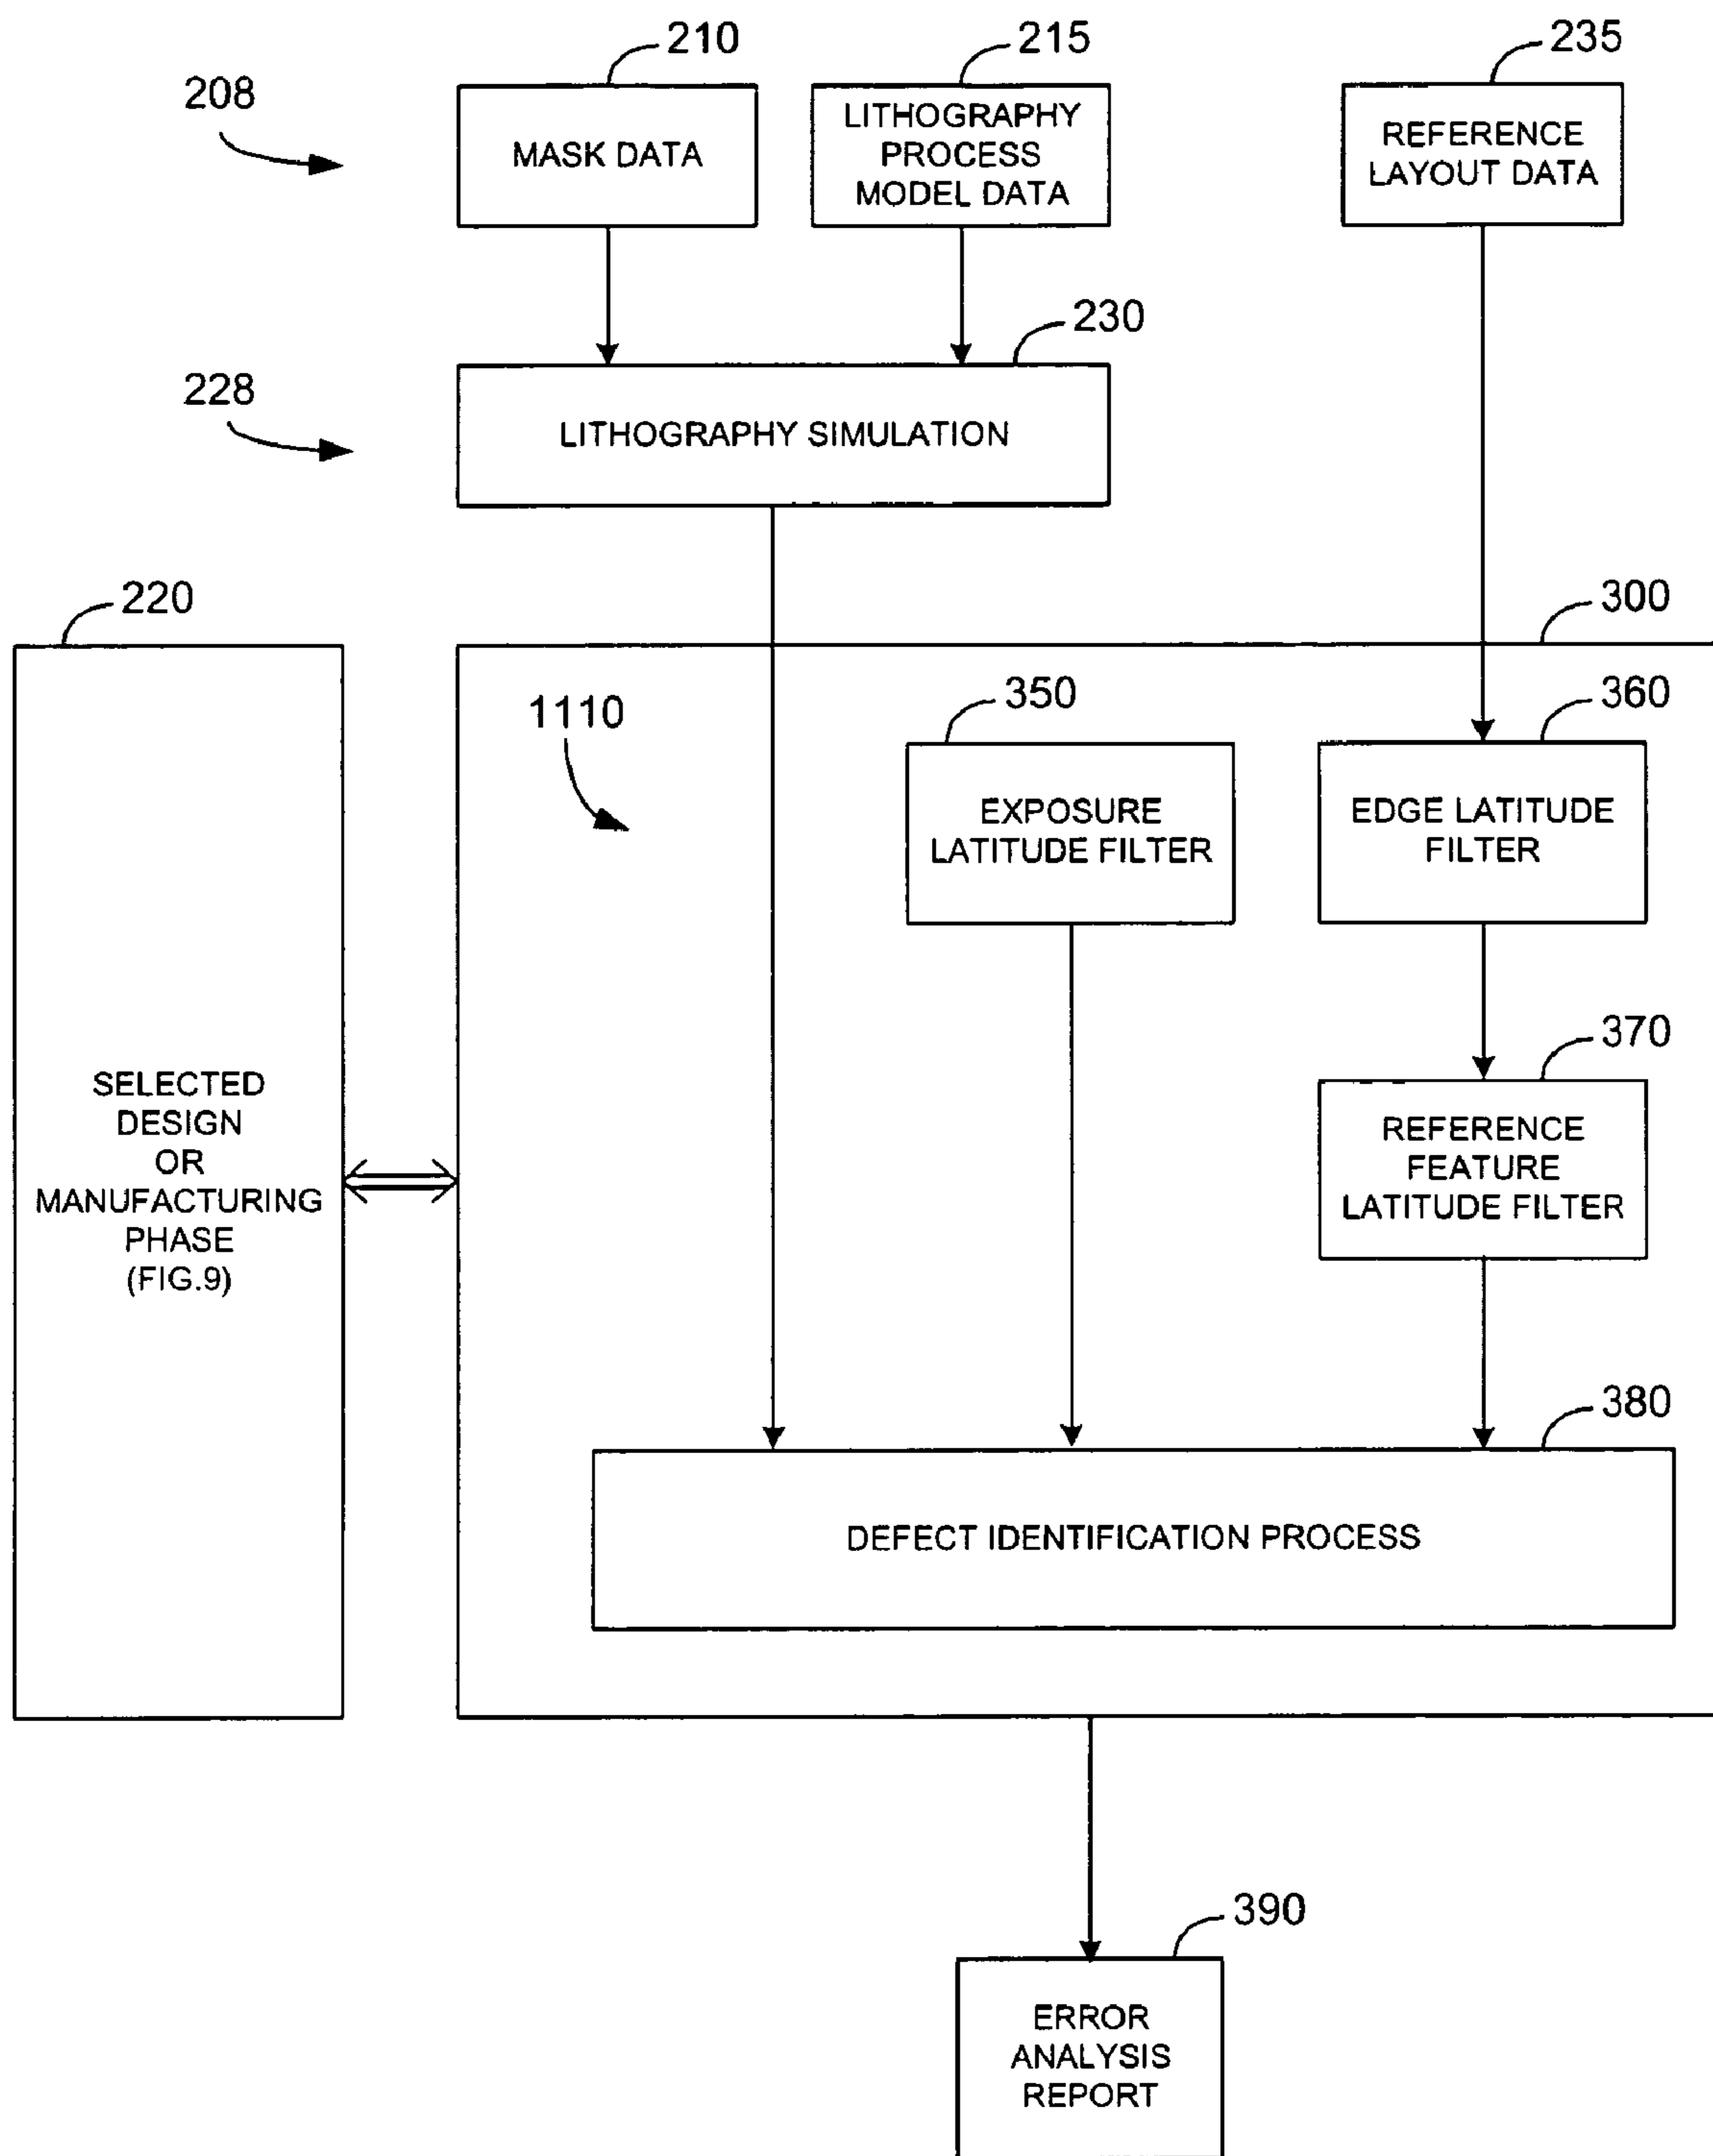 210
215
235
208
MASK DATA
LITHOGRAPHY
PROCESS
MODEL DATA
REFERENCE
LAYOUT DATA
230
228
LITHOGRAPHY SIMULATION
220
300
1110
350
360
EXPOSURE
LATITUDE FILTER
EDGE LATITUDE
FILTER
370
SELECTED
DESIGN
OR
MANUFACTURING
PHASE
(FIG.9)
REFERENCE
FEATURE
LATITUDE FILTER
380
DEFECT IDENTIFICATION PROCESS
390
ERROR
ANALYSIS
REPORT